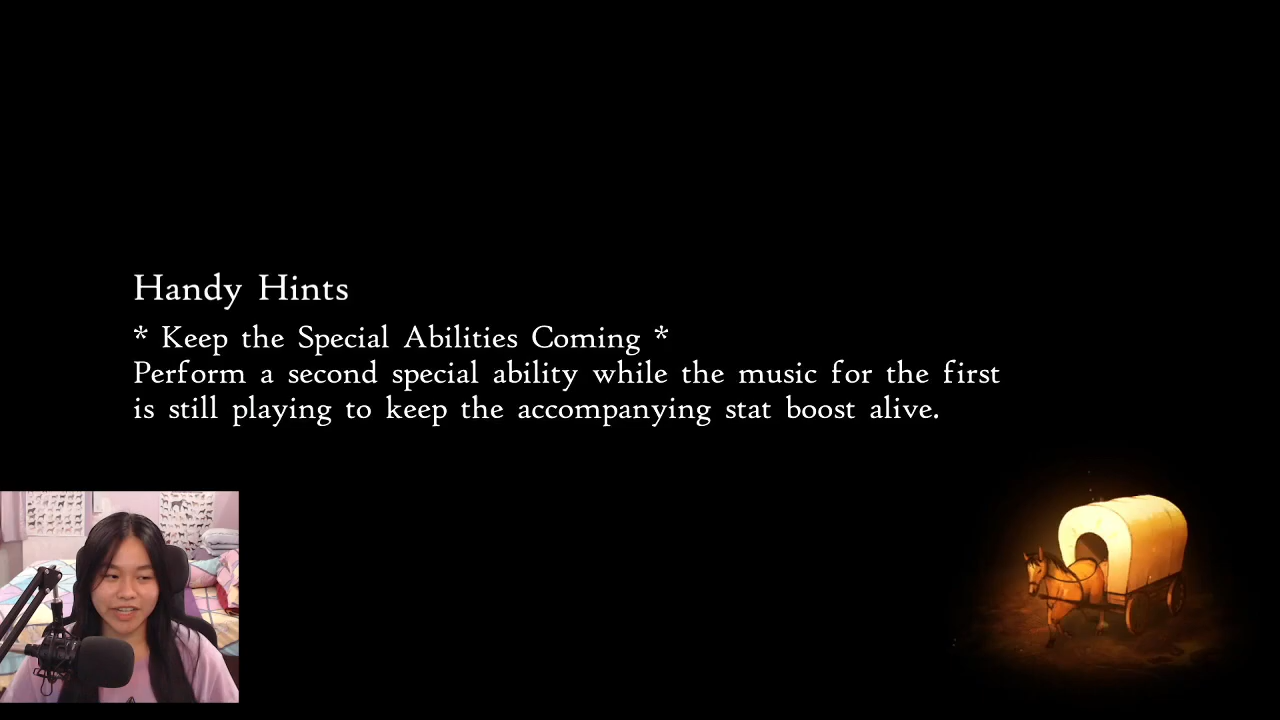 Handy Hints
* Keep the Special Abilities Coming *
Perform a second special ability while the music for the first
is still playing to keep the accompanying stat boost alive.